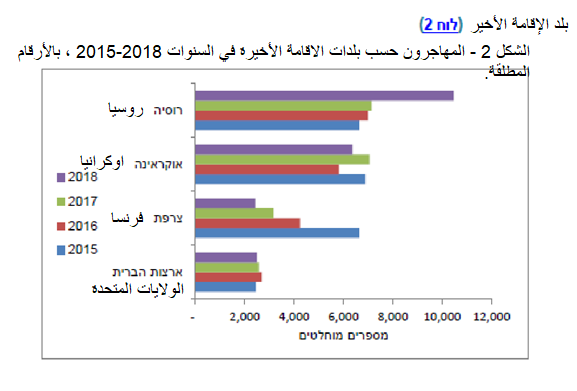 بلد الإقامة الأخير (لوح 2)
الشكل 2 - المهاجرون حسب بلدات الاقامة الأخيرة في السنوات 2018-2015 ، بالأرقام
المطلقة.
רוסיה روسيا
אוקראינה اوكرانيا
צרפת فرنسا
ארצות הברית
الولايات المتحدة
2018
2017
2016
2015
- 2,000 4,000 6,000 8,000 10,000 12,000
מספרים מוחלטים